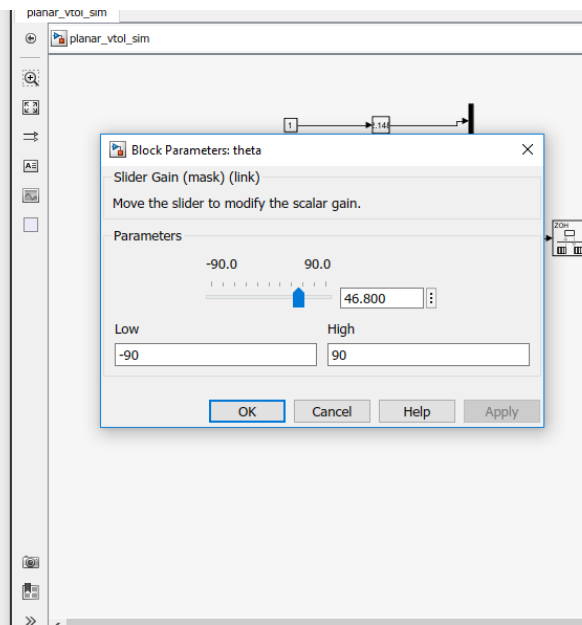 planar_vtol_sim
planar_vtol_sim
1
Block Parameters: theta
Slider Gain (mask) (link)
Move the slider to modify the scalar gain.
Parameters
-90.0 90.0
46.800
Low High
-90 90
OK Cancel Help Apply
ZOH